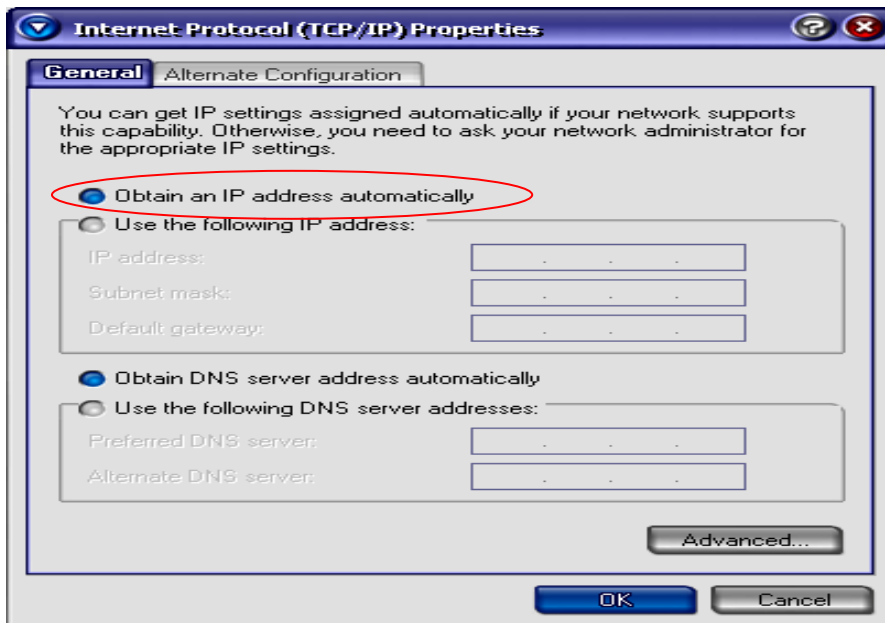 Internet Protocol (TCP/IP) Properties
General
Alternate Configuration
You can get IP settings assigned automatically if your network supports
this capability. Otherwise, you need to ask your network administrator for
the appropriate IP settings.
Obtain an IP address automatically
Use the following IP address:
IP address:
Subnet mask:
Default gateway:
Obtain DNS server address automatically
Use the following DNS server addresses:
Preferred DNS server:
Alternate DNS server:
Advanced...
OK
Cancel